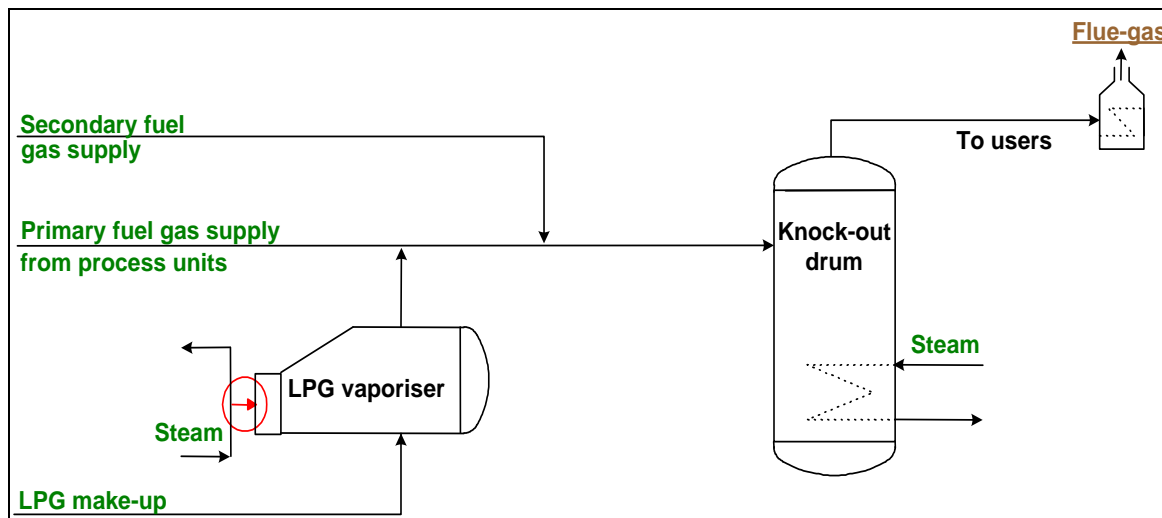 Flue-gas
Secondary fuel
gas supply
To users
Primary fuel gas supply
from process units
Knock-out
drum
Steam
LPG vaporiser
Steam
LPG make-up